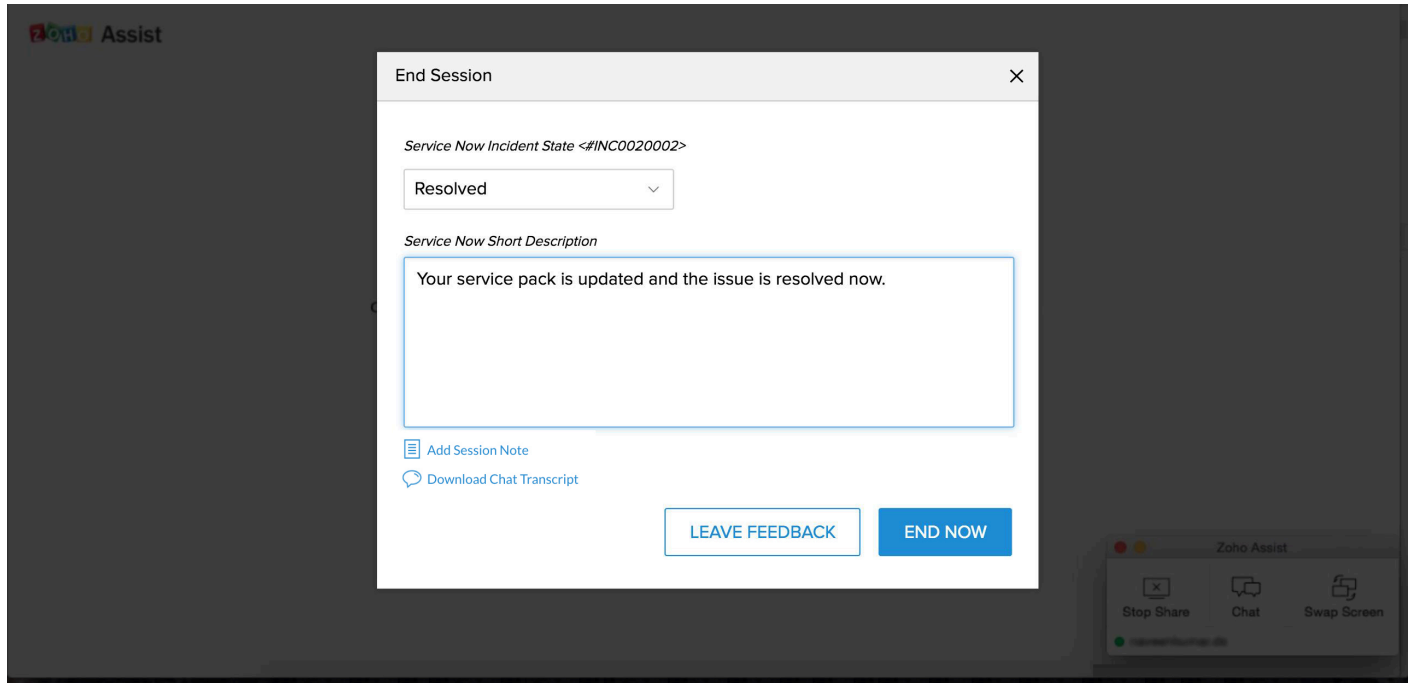 ZOHO Assist
End Session
Service Now Incident State <#INC0020002>
Resolved
Service Now Short Description
Your service pack is updated and the issue is resolved now.
Add Session Note
Download Chat Transcript
LEAVE FEEDBACK
END NOW
Zoho Assist
Stop Share
Chat
Swap Screen